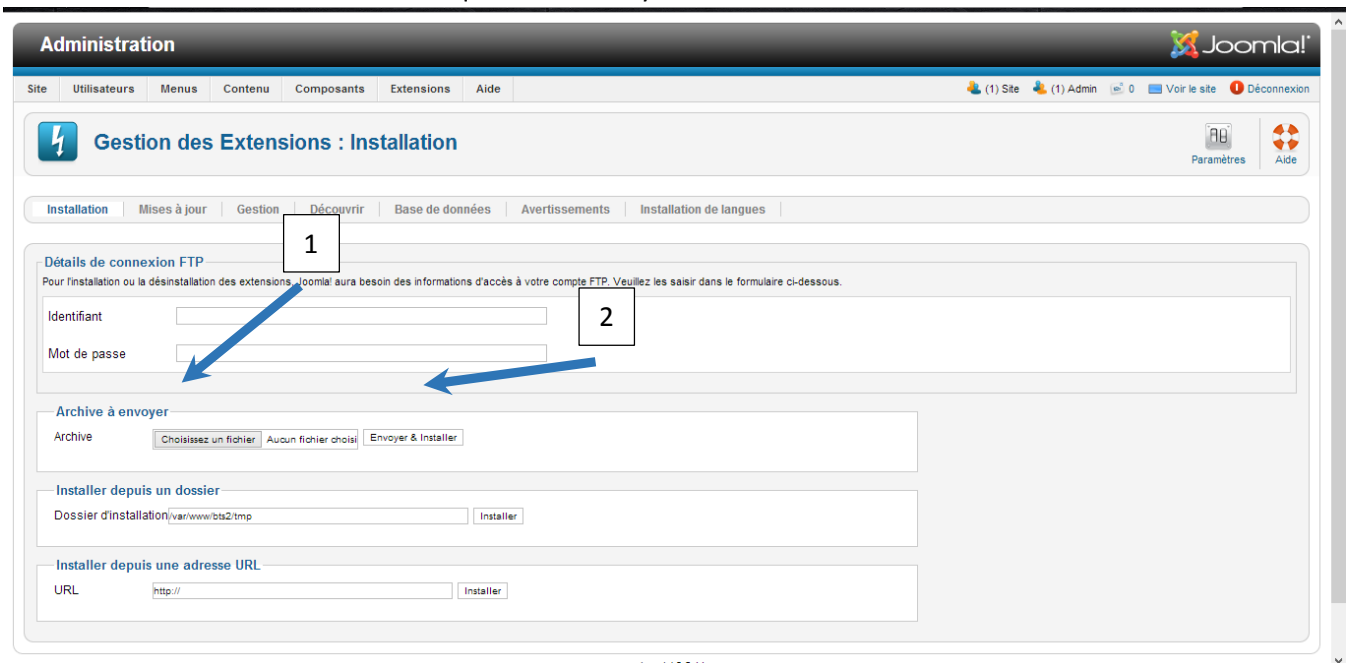 Administration
Joomla!
Site Utilisateurs Menus Contenu Composants Extensions Aide (1) Site (1) Admin 0 Voir le site Déconnexion
Gestion des Extensions : Installation
Paramètres Aide
Installation Mises à jour Gestion Découvrir Base de données Avertissements Installation de langues
1
Détails de connexion FTP
Pour l'installation ou la désinstallation des extensions, Joomla! aura besoin des informations d'accès à votre compte FTP. Veuillez les saisir dans le formulaire ci-dessous.
Identifiant
2
Mot de passe
Archive à envoyer
Archive Choisissez un fichier Aucun fichier choisi Envoyer & Installer
Installer depuis un dossier
Dossier d'installation /var/www/bts2/tmp Installer
Installer depuis une adresse URL
URL http:// Installer